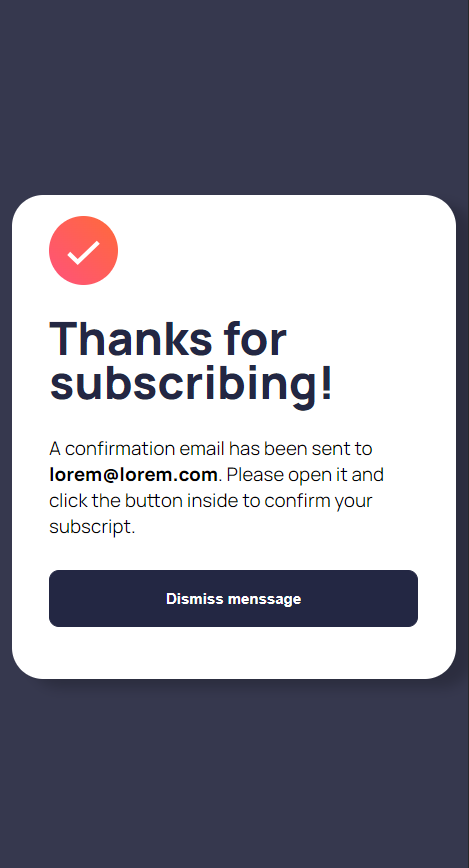 Thanks for
subscribing!
A confirmation email has been sent to
lorem@lorem.com. Please open it and
click the button inside to confirm your
subscript.
Dismiss menssage